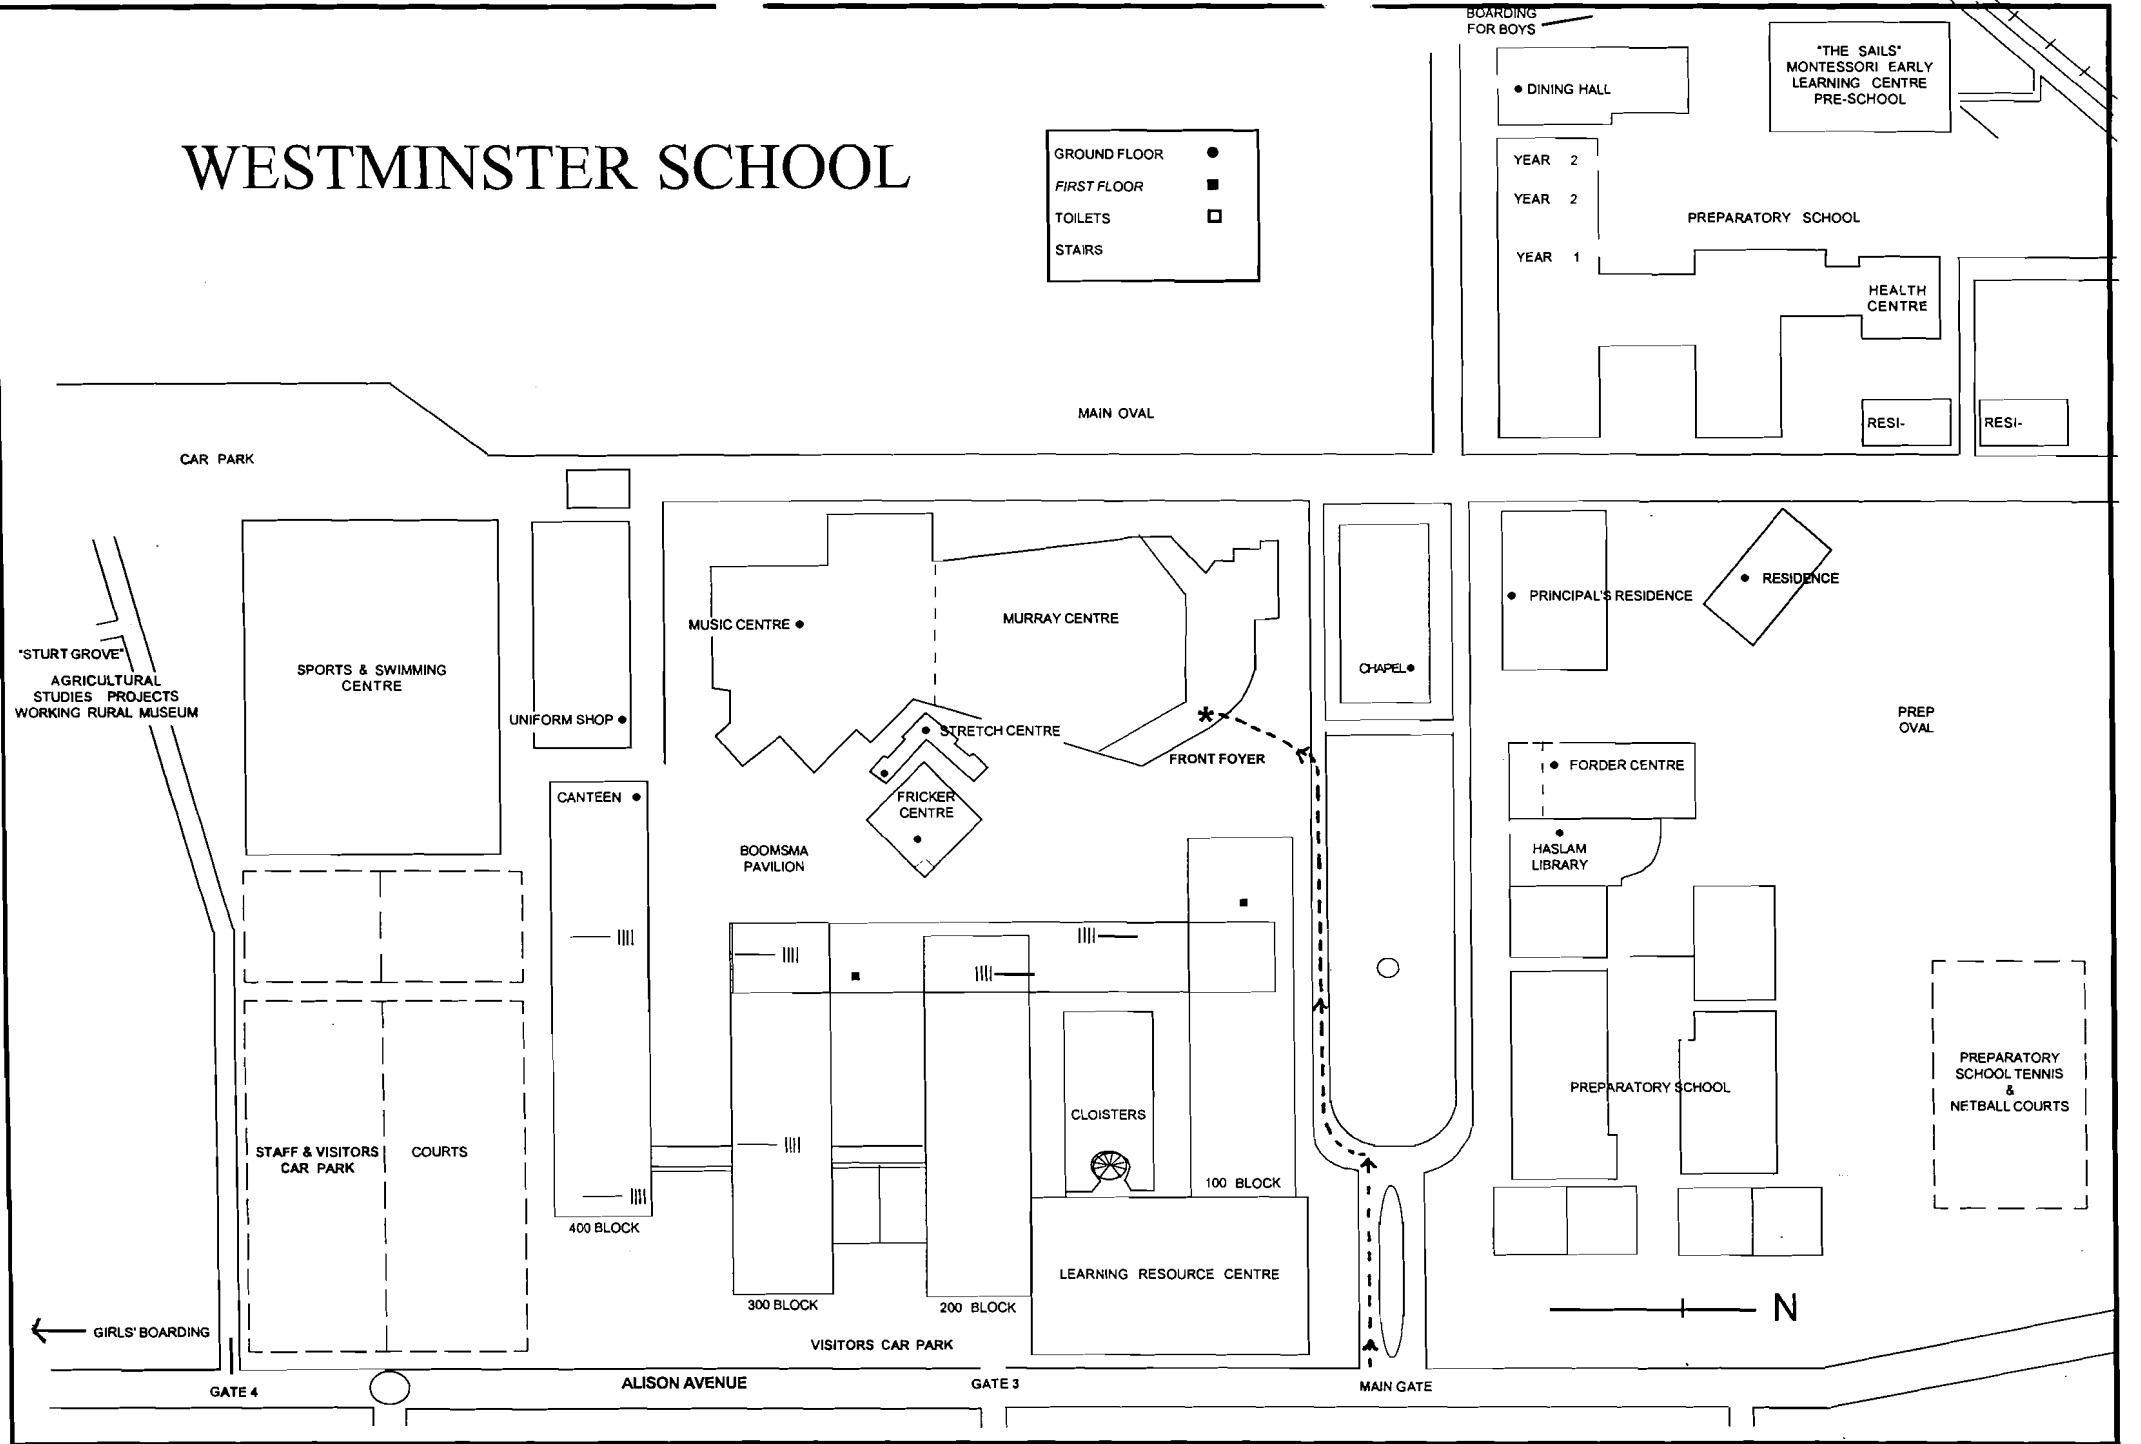 BOARDING
FOR BOYS
"THE SAILS"
MONTESSORI EARLY
LEARNING CENTRE
PRE-SCHOOL
DINING HALL
WESTMINSTER SCHOOL
GROUND FLOOR
FIRST FLOOR
TOILETS
STAIRS
YEAR 2
YEAR 2
YEAR 1
PREPARATORY SCHOOL
HEALTH
CENTRE
RESI-
RESI-
MAIN OVAL
CAR PARK
"STURT GROVE"
AGRICULTURAL
STUDIES PROJECTS
WORKING RURAL MUSEUM
SPORTS & SWIMMING
CENTRE
UNIFORM SHOP
MUSIC CENTRE
MURRAY CENTRE
CHAPEL
PRINCIPAL'S RESIDENCE
RESIDENCE
STRETCH CENTRE
*
FRONT FOYER
PREP
OVAL
FORDER CENTRE
CANTEEN
FRICKER
CENTRE
BOOMSMA
PAVILION
HASLAM
LIBRARY
PREPARATORY
SCHOOL TENNIS
&
NETBALL COURTS
PREPARATORY SCHOOL
CLOISTERS
STAFF & VISITORS
CAR PARK
COURTS
100 BLOCK
400 BLOCK
LEARNING RESOURCE CENTRE
300 BLOCK
200 BLOCK
N
GIRLS' BOARDING
VISITORS CAR PARK
GATE 4
ALISON AVENUE
GATE 3
MAIN GATE